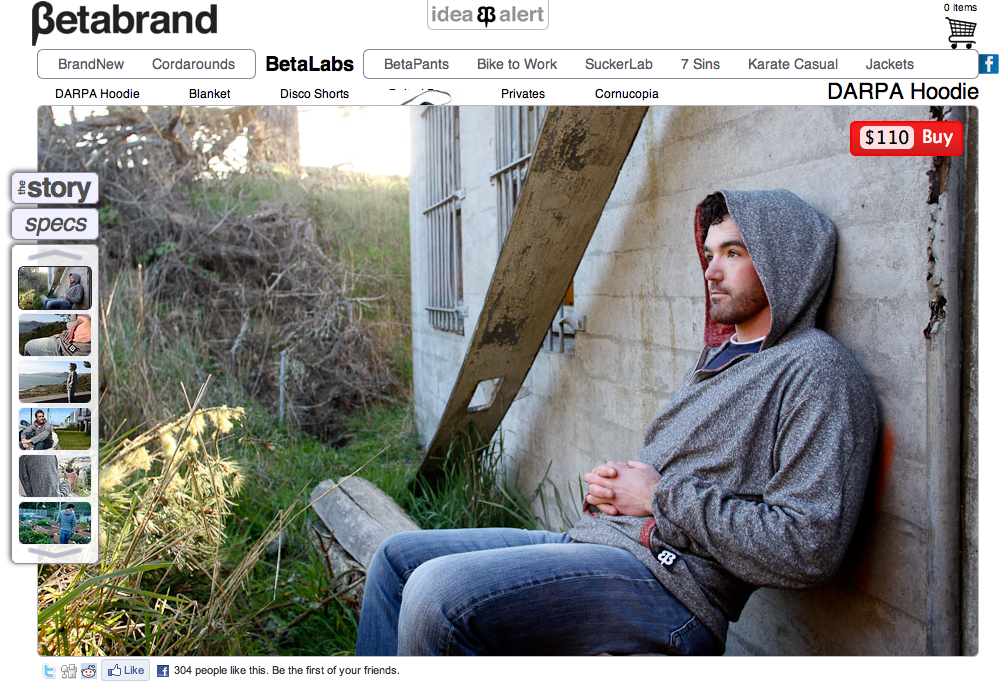 βetabrand
idea alert
0 items
BrandNew Cordarounds BetaLabs BetaPants Bike to Work SuckerLab 7 Sins Karate Casual Jackets
DARPA Hoodie Blanket Disco Shorts Privates Cornucopia DARPA Hoodie
$110 Buy
the story
specs
Like 304 people like this. Be the first of your friends.